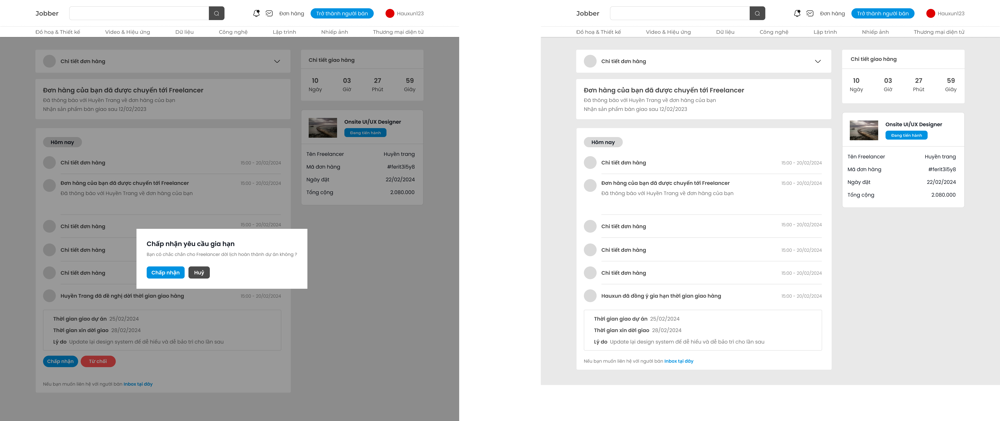 Jobber
Đơn hàng
Trở thành người bán
Hauxun123
Đồ hoạ & Thiết kế
Video & Hiệu ứng
Dữ liệu
Công nghệ
Lập trình
Nhiếp ảnh
Thương mại điện tử
Chi tiết đơn hàng
Đơn hàng của bạn đã được chuyển tới Freelancer
Đã thông báo với Huyền Trang về đơn hàng của bạn
Nhận sản phẩm bàn giao sau 12/02/2023
Hôm nay
Chi tiết đơn hàng
15:00 - 20/02/2024
Đơn hàng của bạn đã được chuyển tới Freelancer
15:00 - 20/02/2024
Đã thông báo với Huyền Trang về đơn hàng của bạn
Chi tiết đơn hàng
15:00 - 20/02/2024
Chi tiết đơn hàng
Chi tiết đơn hàng
Chấp nhận yêu cầu gia hạn
Bạn có chắc chắn cho Freelancer dời lịch hoàn thành dự án không ?
Chấp nhận
Huỷ
Huyền Trang đã đề nghị dời thời gian giao hàng
15:00 - 20/02/2024
Thời gian giao dự án 25/02/2024
Thời gian xin dời giao 28/02/2024
Lý do Update lại design system để dễ hiểu và dễ bảo trì cho lần sau
Chấp nhận
Từ chối
Nếu bạn muốn liên hệ với người bán Inbox tại đây
Chi tiết giao hàng
10
03
27
59
Ngày
Giờ
Phút
Giây
Onsite UI/UX Designer
Đang tiến hành
Tên Freelancer
Huyền trang
Mã đơn hàng
#ferit3i5y8
Ngày đặt
22/02/2024
Tổng cộng
2.080.000
Jobber
Đơn hàng
Trở thành người bán
Hauxun123
Đồ hoạ & Thiết kế
Video & Hiệu ứng
Dữ liệu
Công nghệ
Lập trình
Nhiếp ảnh
Thương mại điện tử
Chi tiết đơn hàng
Đơn hàng của bạn đã được chuyển tới Freelancer
Đã thông báo với Huyền Trang về đơn hàng của bạn
Nhận sản phẩm bàn giao sau 12/02/2023
Hôm nay
Chi tiết đơn hàng
15:00 - 20/02/2024
Đơn hàng của bạn đã được chuyển tới Freelancer
15:00 - 20/02/2024
Đã thông báo với Huyền Trang về đơn hàng của bạn
Chi tiết đơn hàng
15:00 - 20/02/2024
Chi tiết đơn hàng
15:00 - 20/02/2024
Chi tiết đơn hàng
15:00 - 20/02/2024
Hauxun đã đồng ý gia hạn thời gian giao hàng
15:00 - 20/02/2024
Thời gian giao dự án 25/02/2024
Thời gian xin dời giao 28/02/2024
Lý do Update lại design system để dễ hiểu và dễ bảo trì cho lần sau
Nếu bạn muốn liên hệ với người bán Inbox tại đây
Chi tiết giao hàng
10
03
27
59
Ngày
Giờ
Phút
Giây
Onsite UI/UX Designer
Đang tiến hành
Tên Freelancer
Huyền trang
Mã đơn hàng
#ferit3i5y8
Ngày đặt
22/02/2024
Tổng cộng
2.080.000